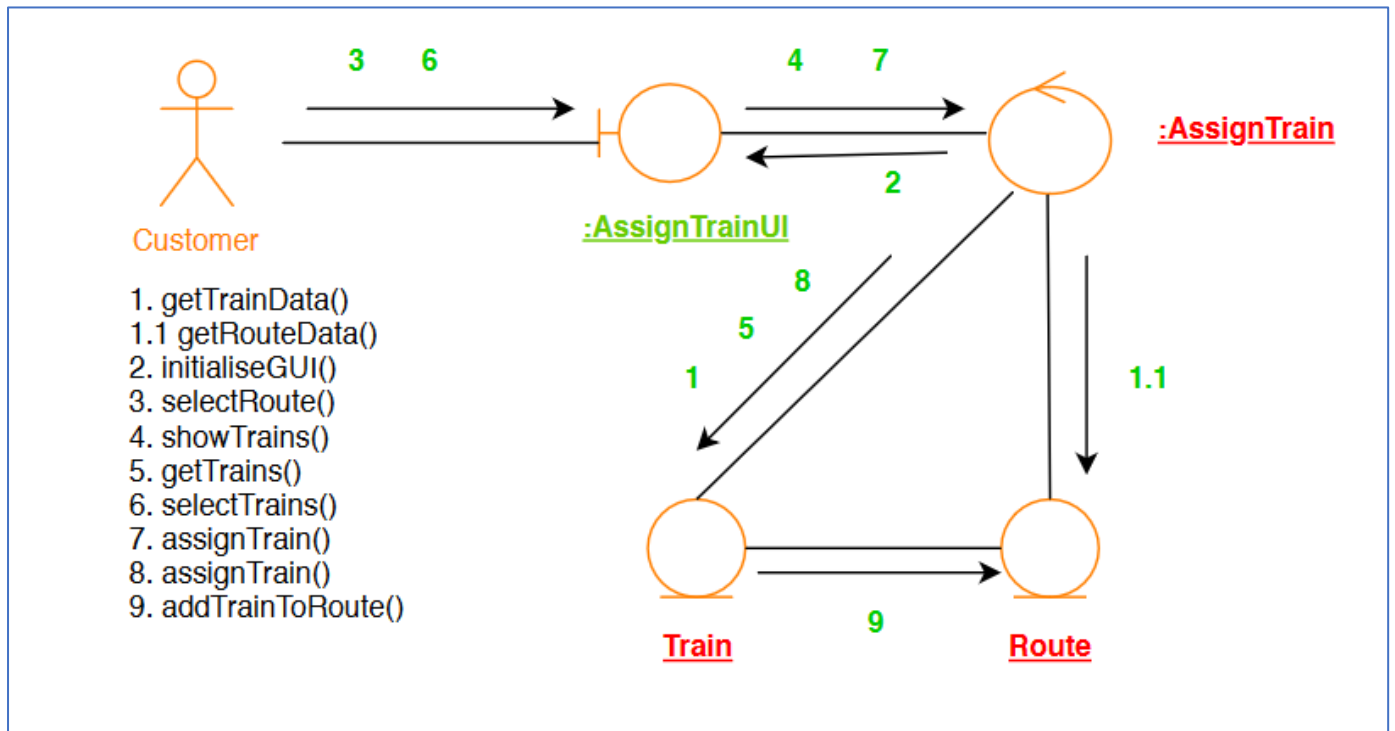 3 6
4 7
:AssignTrain
2
:AssignTrainUI
Customer
1. getTrainData()
1.1 getRouteData()
2. initialiseGUI()
3. selectRoute()
4. showTrains()
5. getTrains()
6. selectTrains()
7. assignTrain()
8. assignTrain()
9. addTrainToRoute()
8
5
1
1.1
9
Train
Route